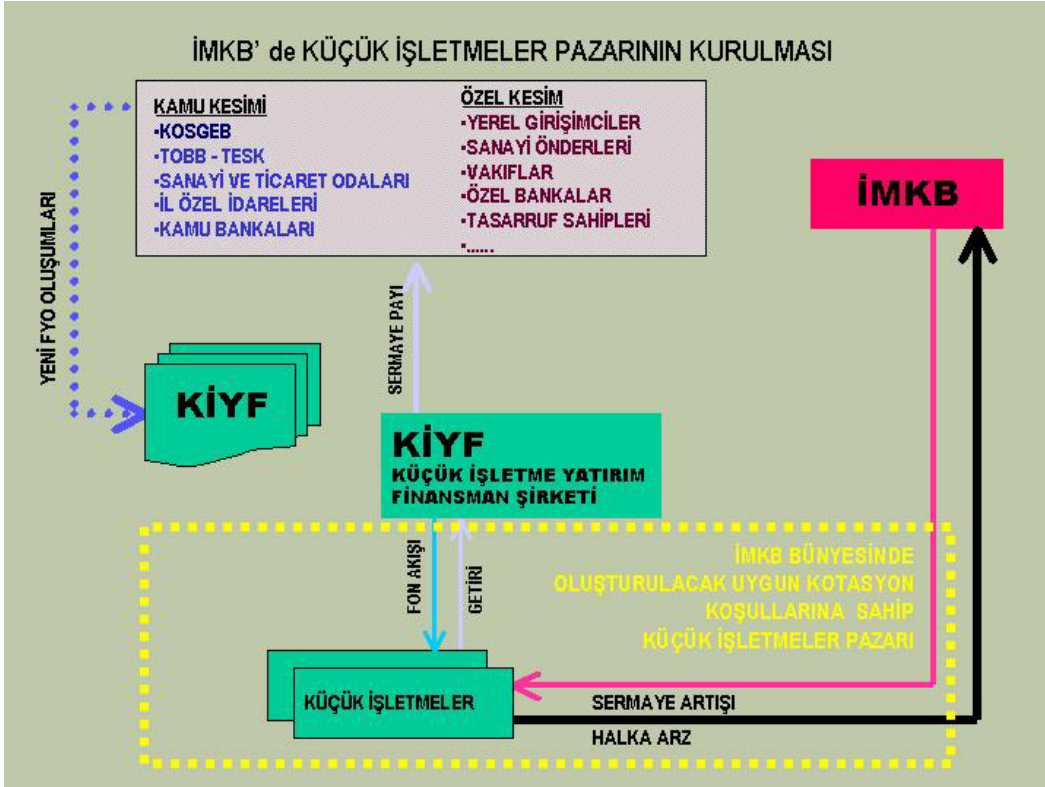 İMKB' de KÜÇÜK İŞLETMELER PAZARININ KURULMASI
KAMU KESİMİ
▪KOSGEB
▪TOBB - TESK
▪SANAYİ VE TİCARET ODALARI
▪İL ÖZEL İDARELERİ
▪KAMU BANKALARI
ÖZEL KESİM
▪YEREL GİRİŞİMCİLER
▪SANAYİ ÖNDERLERİ
▪VAKIFLAR
▪ÖZEL BANKALAR
▪TASARRUF SAHİPLERİ
▪......
İMKB
YENİ FYO OLUŞUMLARI
SERMAYE PAYI
KİYF
KİYF
KÜÇÜK İŞLETME YATIRIM
FİNANSMAN ŞİRKETİ
FON AKIŞI
GETİRİ
İMKB BÜNYESİNDE
OLUŞTURULACAK UYGUN KOTASYON
KOŞULLARINA SAHİP
KÜÇÜK İŞLETMELER PAZARI
KÜÇÜK İŞLETMELER
SERMAYE ARTIŞI
HALKA ARZ